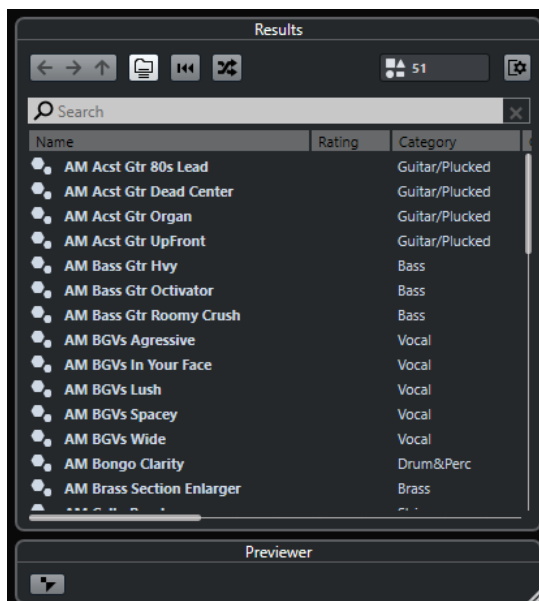 Results
51
Search
Name Rating Category
AM Acst Gtr 80s Lead Guitar/Plucked
AM Acst Gtr Dead Center Guitar/Plucked
AM Acst Gtr Organ Guitar/Plucked
AM Acst Gtr UpFront Guitar/Plucked
AM Bass Gtr Hvy Bass
AM Bass Gtr Octivator Bass
AM Bass Gtr Roomy Crush Bass
AM BGVs Agressive Vocal
AM BGVs In Your Face Vocal
AM BGVs Lush Vocal
AM BGVs Spacey Vocal
AM BGVs Wide Vocal
AM Bongo Clarity Drum&Perc
AM Brass Section Enlarger Brass
Previewer